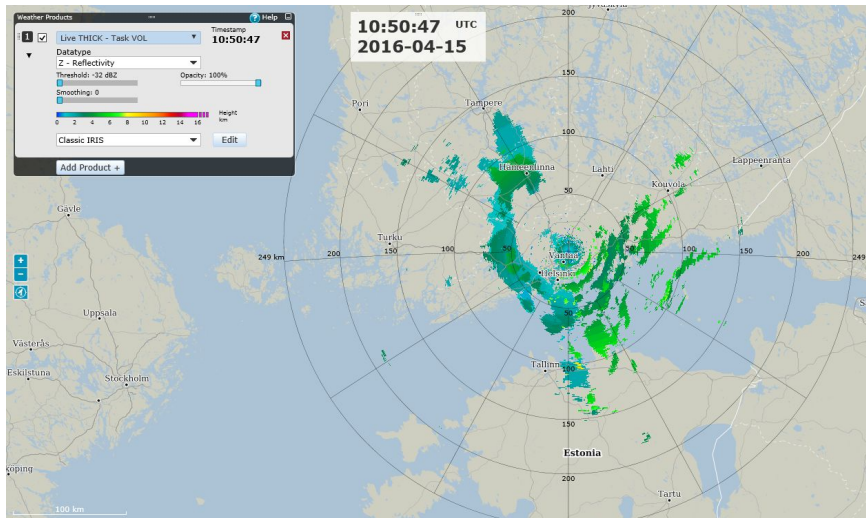 Weather Products
Help
1
Live THICK - Task VOL
Timestamp
10:50:47
Datatype
Z - Reflectivity
Threshold: -32 dBZ
Opacity: 100%
Smoothing: 0
0 2 4 6 8 10 12 14 16
Height
km
Classic IRIS
Edit
Add Product +
10:50:47 UTC
2016-04-15
200
Jyväskylä
150
Pori
Tampere
100
Hämeenlinna
Lahti
Lappeenranta
Kouvola
50
Gävle
Turku
249 km
200
150
100
50
50
100
150
200
249 km
Vantaa
Helsinki
Uppsala
50
Västerås
Tallinn
100
Eskilstuna
Stockholm
150
Estonia
köping
200
Tartu
100 km